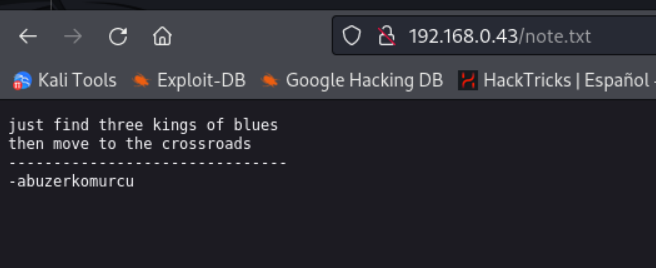 192.168.0.43/note.txt
Kali Tools Exploit-DB Google Hacking DB HackTricks | Español -
just find three kings of blues
then move to the crossroads
-------------------------------
-abuzerkomurcu